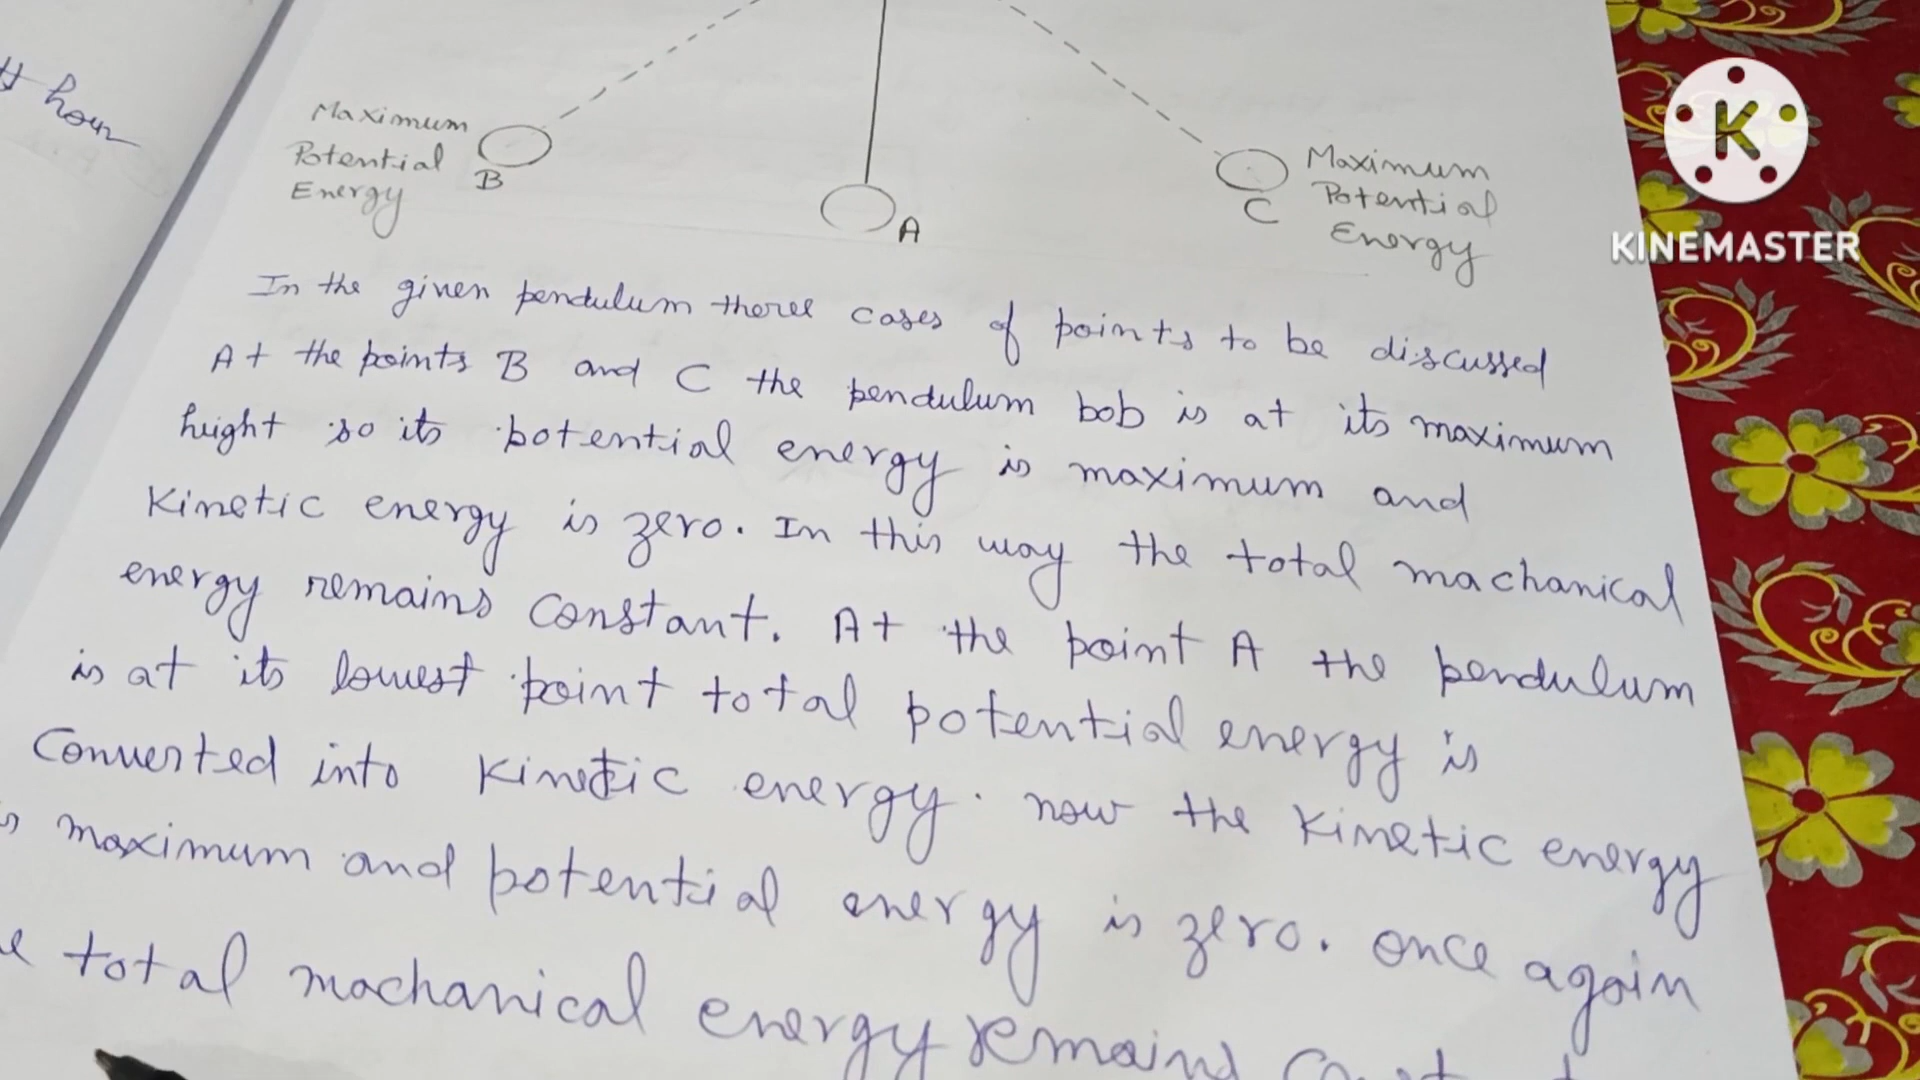 tt hour
Maximum
Potential
Energy
B
A
C
Maximum
Potential
Energy
KINEMASTER
In the given pendulum theree cases of points to be discussed
At the points B and C the pendulum bob is at its maximum
height so its potential energy is maximum and
Kinetic energy is zero. In this way the total machanical
energy remains constant. At the point A the pendulum
is at its lowest point total potential energy is
Converted into Kinetic energy. now the Kinetic energy
maximum and potential energy is zero. once again
total machanical energy remains